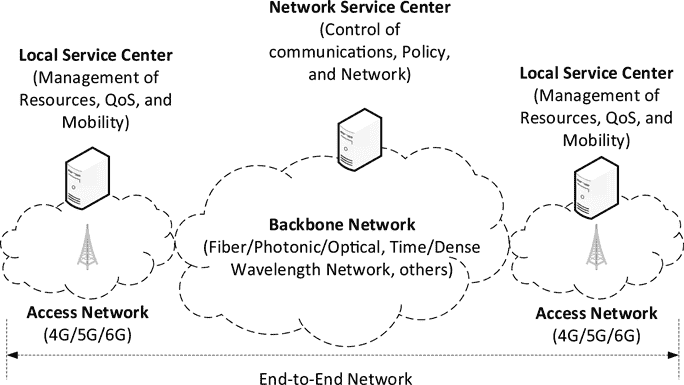 Network Service Center
(Control of
communications, Policy,
and Network)
Local Service Center
(Management of
Resources, QoS, and
Mobility)
Local Service Center
(Management of
Resources, QoS, and
Mobility)
Backbone Network
(Fiber/Photonic/Optical, Time/Dense
Wavelength Network, others)
Access Network
(4G/5G/6G)
Access Network
(4G/5G/6G)
End-to-End Network